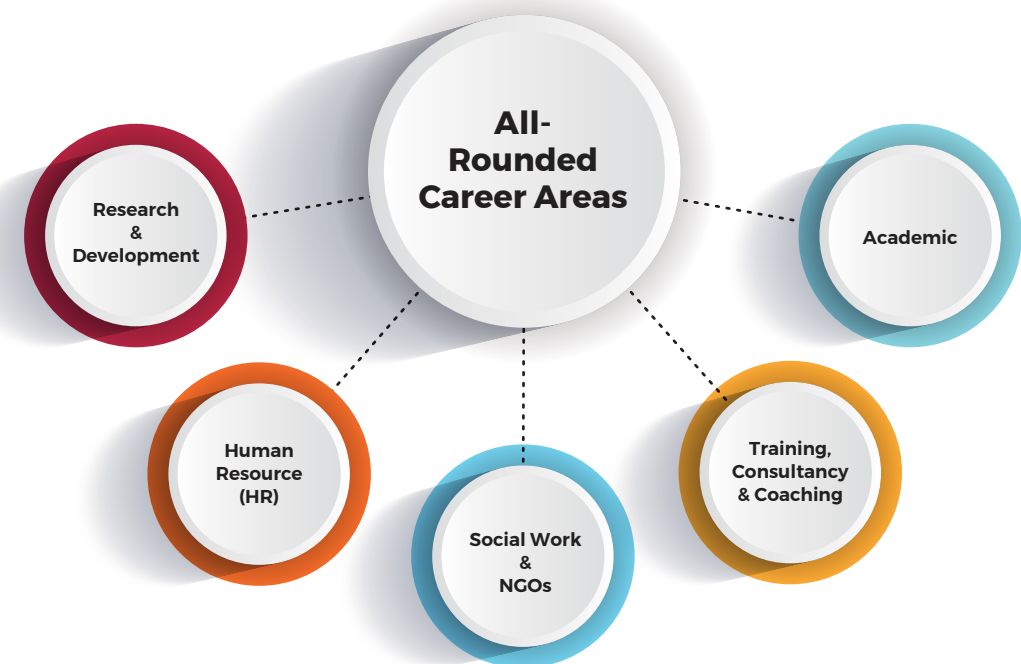 All-
Rounded
Career Areas
Research
&
Development
Academic
Human
Resource
(HR)
Training,
Consultancy
& Coaching
Social Work
&
NGOs